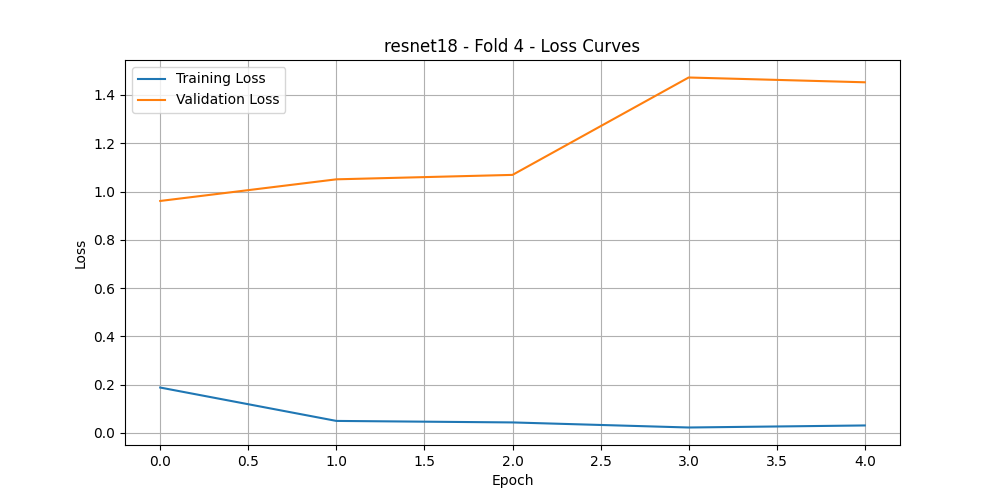 resnet18 - Fold 4 - Loss Curves
Training Loss
Validation Loss
1.4
1.2
1.0
0.8
0.6
0.4
0.2
0.0
Loss
0.0 0.5 1.0 1.5 2.0 2.5 3.0 3.5 4.0
Epoch